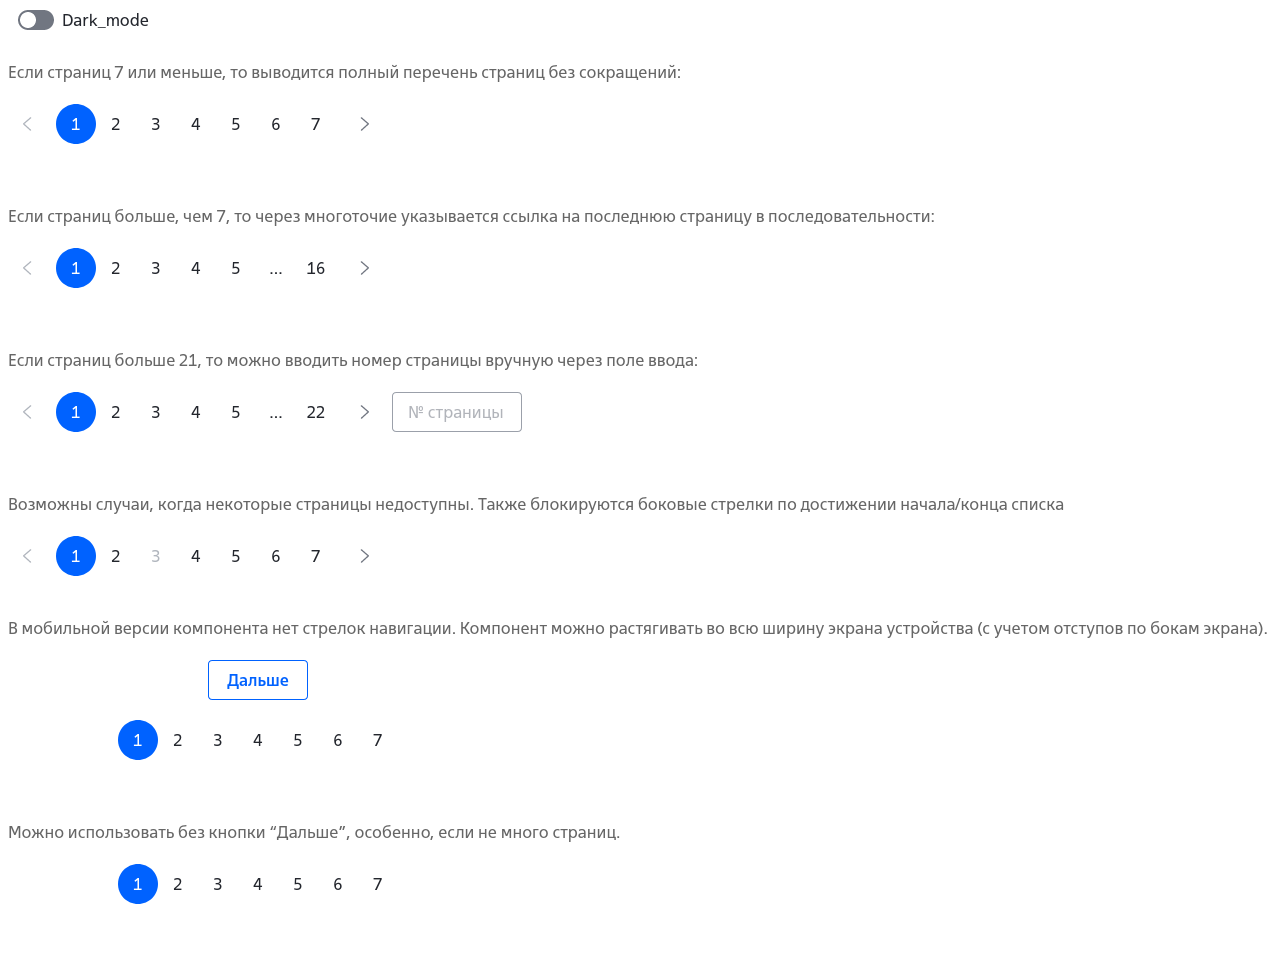 Dark_mode
Если страниц 7 или меньше, то выводится полный перечень страниц без сокращений:
1 2 3 4 5 6 7
Если страниц больше, чем 7, то через многоточие указывается ссылка на последнюю страницу в последовательности:
1 2 3 4 5 ... 16
Если страниц больше 21, то можно вводить номер страницы вручную через поле ввода:
1 2 3 4 5 ... 22 № страницы
Возможны случаи, когда некоторые страницы недоступны. Также блокируются боковые стрелки по достижении начала/конца списка
1 2 3 4 5 6 7
В мобильной версии компонента нет стрелок навигации. Компонент можно растягивать во всю ширину экрана устройства (с учетом отступов по бокам экрана).
Дальше
1 2 3 4 5 6 7
Можно использовать без кнопки “Дальше”, особенно, если не много страниц.
1 2 3 4 5 6 7